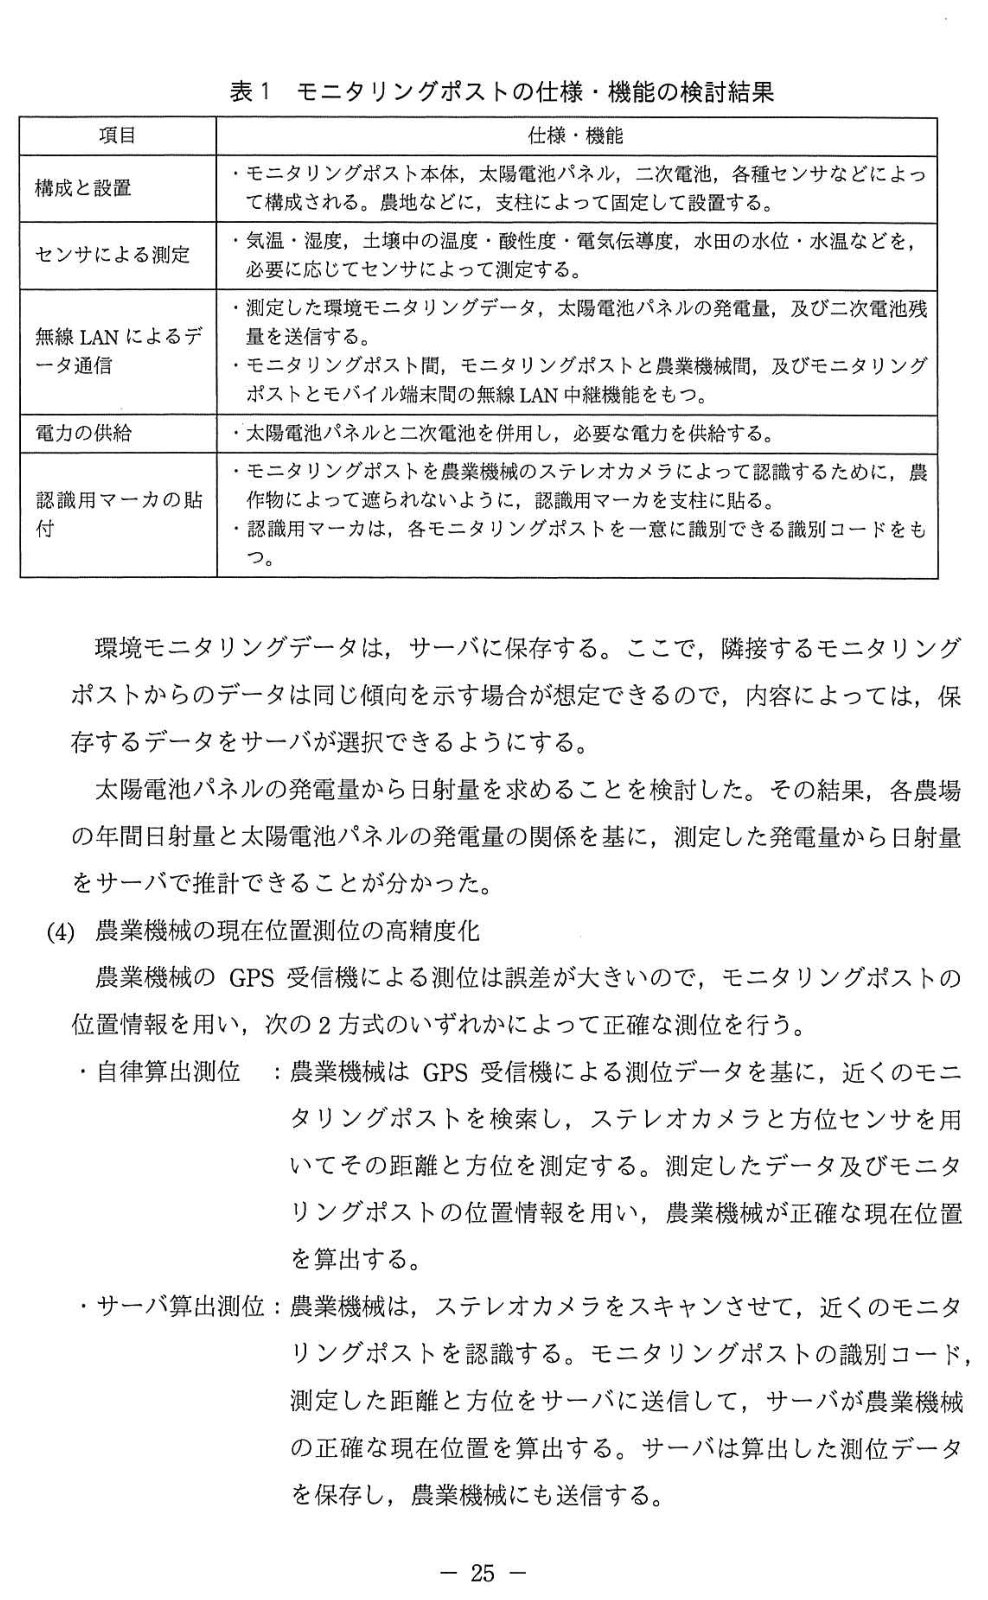 表1　モニタリングポストの仕様・機能の検討結果
項目
仕様・機能
構成と設置
・モニタリングポスト本体，太陽電池パネル，二次電池，各種センサなどによっ
て構成される。農地などに，支柱によって固定して設置する。
センサによる測定
・気温・湿度，土壌中の温度・酸性度・電気伝導度，水田の水位・水温などを，
必要に応じてセンサによって測定する。
無線 LAN によるデ
ータ通信
・測定した環境モニタリングデータ，太陽電池パネルの発電量，及び二次電池残
量を送信する。
・モニタリングポスト間，モニタリングポストと農業機械間，及びモニタリング
ポストとモバイル端末間の無線 LAN 中継機能をもつ。
電力の供給
・太陽電池パネルと二次電池を併用し，必要な電力を供給する。
認識用マーカの貼
付
・モニタリングポストを農業機械のステレオカメラによって認識するために，農
作物によって遮られないように，認識用マーカを支柱に貼る。
・認識用マーカは，各モニタリングポストを一意に識別できる識別コードをも
つ。
環境モニタリングデータは，サーバに保存する。ここで，隣接するモニタリング
ポストからのデータは同じ傾向を示す場合が想定できるので，内容によっては，保
存するデータをサーバが選択できるようにする。
太陽電池パネルの発電量から日射量を求めることを検討した。その結果，各農場
の年間日射量と太陽電池パネルの発電量の関係を基に，測定した発電量から日射量
をサーバで推計できることが分かった。
(4)　農業機械の現在位置測位の高精度化
農業機械の GPS 受信機による測位は誤差が大きいので，モニタリングポストの
位置情報を用い，次の 2 方式のいずれかによって正確な測位を行う。
・自律算出測位　：農業機械は GPS 受信機による測位データを基に，近くのモニ
タリングポストを検索し，ステレオカメラと方位センサを用
いてその距離と方位を測定する。測定したデータ及びモニタ
リングポストの位置情報を用い，農業機械が正確な現在位置
を算出する。
・サーバ算出測位：農業機械は，ステレオカメラをスキャンさせて，近くのモニタ
リングポストを認識する。モニタリングポストの識別コード，
測定した距離と方位をサーバに送信して，サーバが農業機械
の正確な現在位置を算出する。サーバは算出した測位データ
を保存し，農業機械にも送信する。
－ 25 －